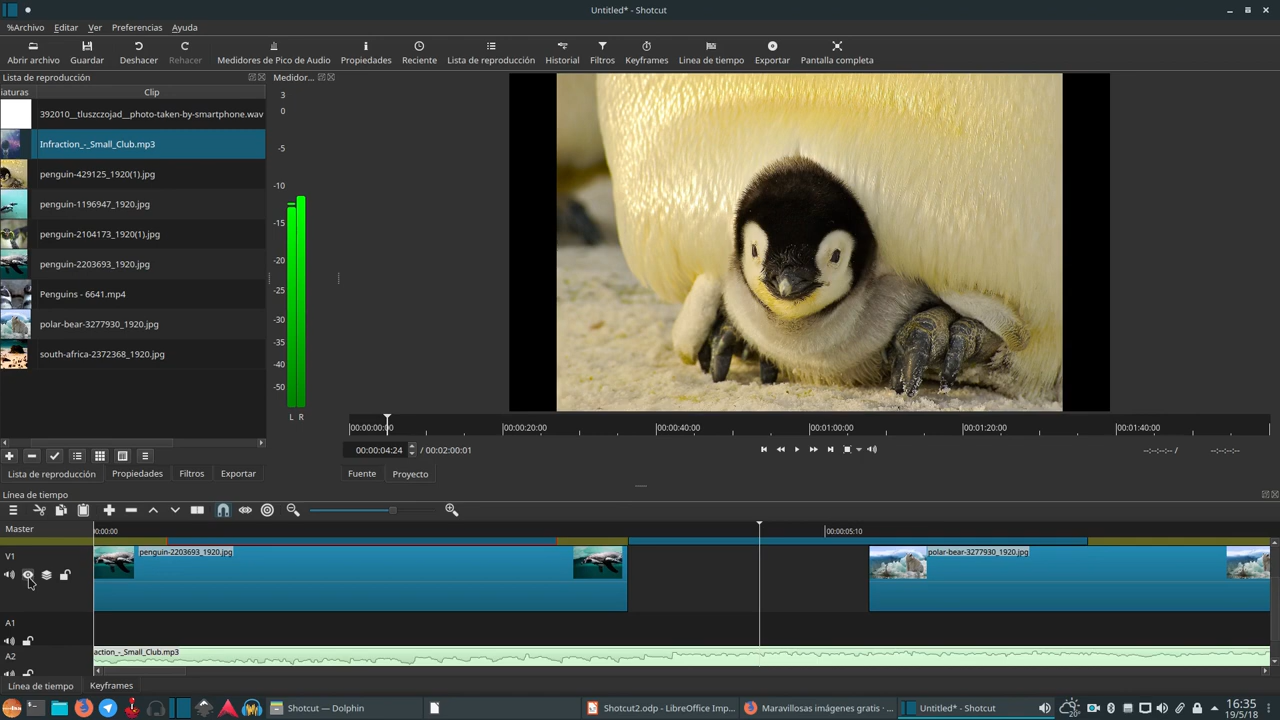 Untitled* - Shotcut
%Archivo Editar Ver Preferencias Ayuda
Abrir archivo Guardar Deshacer Rehacer Medidores de Pico de Audio Propiedades Reciente Lista de reproducción Historial Filtros Keyframes Línea de tiempo Exportar Pantalla completa
Lista de reproducción
Medidor...
iaturas Clip
392010__tluszczojad__photo-taken-by-smartphone.wav
Infraction_-_Small_Club.mp3
penguin-429125_1920(1).jpg
penguin-1196947_1920.jpg
penguin-2104173_1920(1).jpg
penguin-2203693_1920.jpg
Penguins - 6641.mp4
polar-bear-3277930_1920.jpg
south-africa-2372368_1920.jpg
3
0
-5
-10
-15
-20
-25
-30
-35
-40
-50
L R
00:00:00:00 00:00:20:00 00:00:40:00 00:01:00:00 00:01:20:00 00:01:40:00
00:00:04:24 / 00:02:00:01
--:--:--:-- / --:--:--:--
Lista de reproducción Propiedades Filtros Exportar
Fuente Proyecto
Línea de tiempo
Master
00:00:00 00:00:05:10
V1
penguin-2203693_1920.jpg
polar-bear-3277930_1920.jpg
A1
A2
action_-_Small_Club.mp3
Línea de tiempo Keyframes
Shotcut — Dolphin
Shotcut2.odp - LibreOffice Imp...
Maravillosas imágenes gratis - ...
Untitled* - Shotcut
20°
16:35
19/5/18